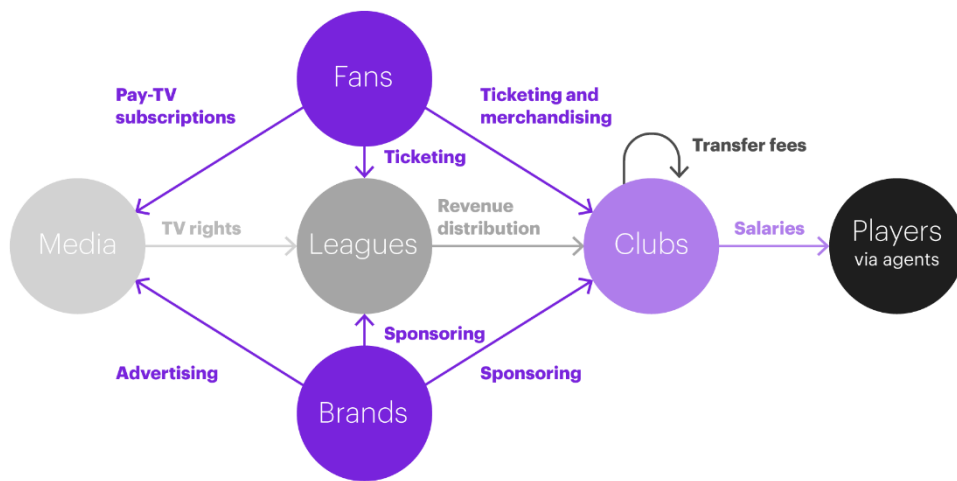 Fans
Pay-TV
subscriptions
Ticketing and
merchandising
Ticketing
Transfer fees
Media
TV rights
Leagues
Revenue
distribution
Clubs
Salaries
Players
via agents
Sponsoring
Advertising
Sponsoring
Brands